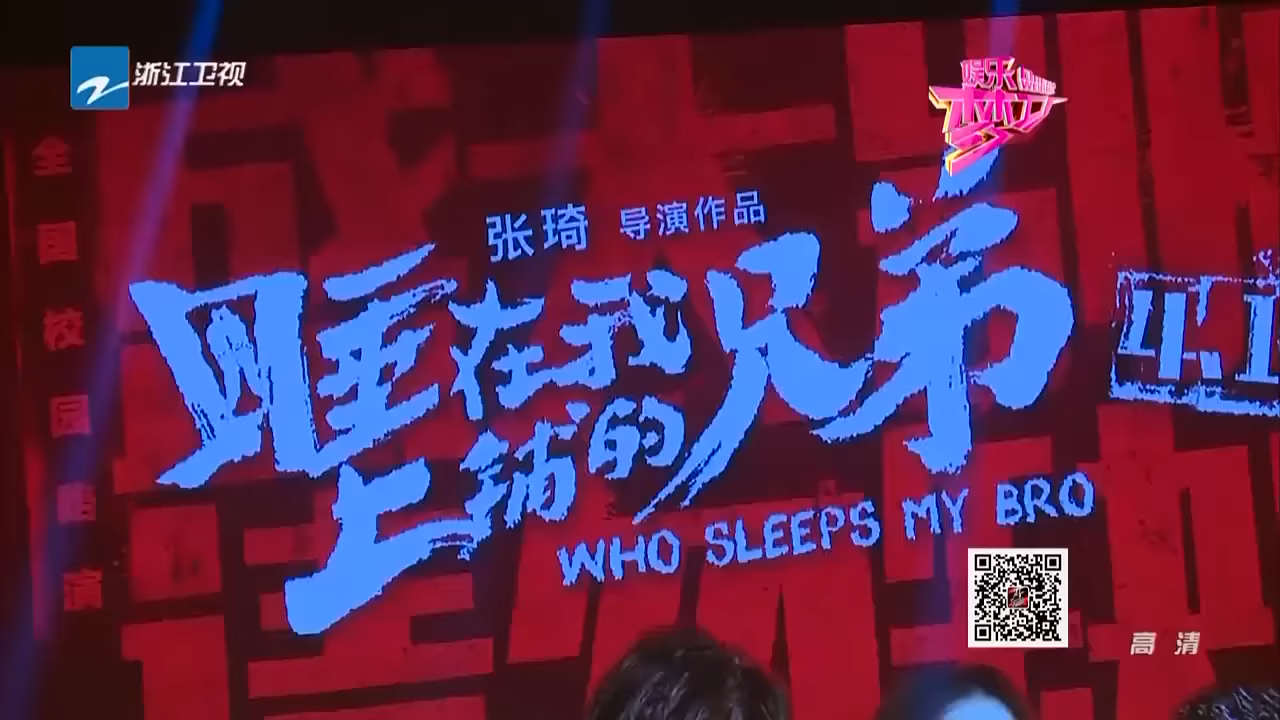 浙江卫视
娱乐
梦工厂
张琦 导演作品
睡在我
上铺的
兄弟
WHO SLEEPS MY BRO
全国校园路演
4.1
高清